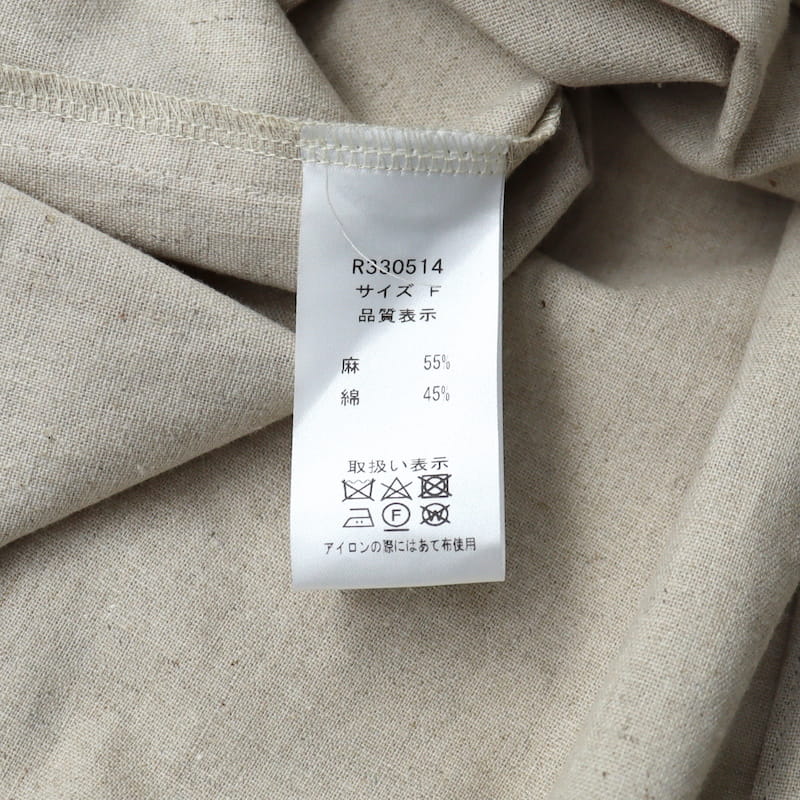 R330514
サイズ F
品質表示
麻 55%
綿 45%
取扱い表示
F W
アイロンの際にはあて布使用